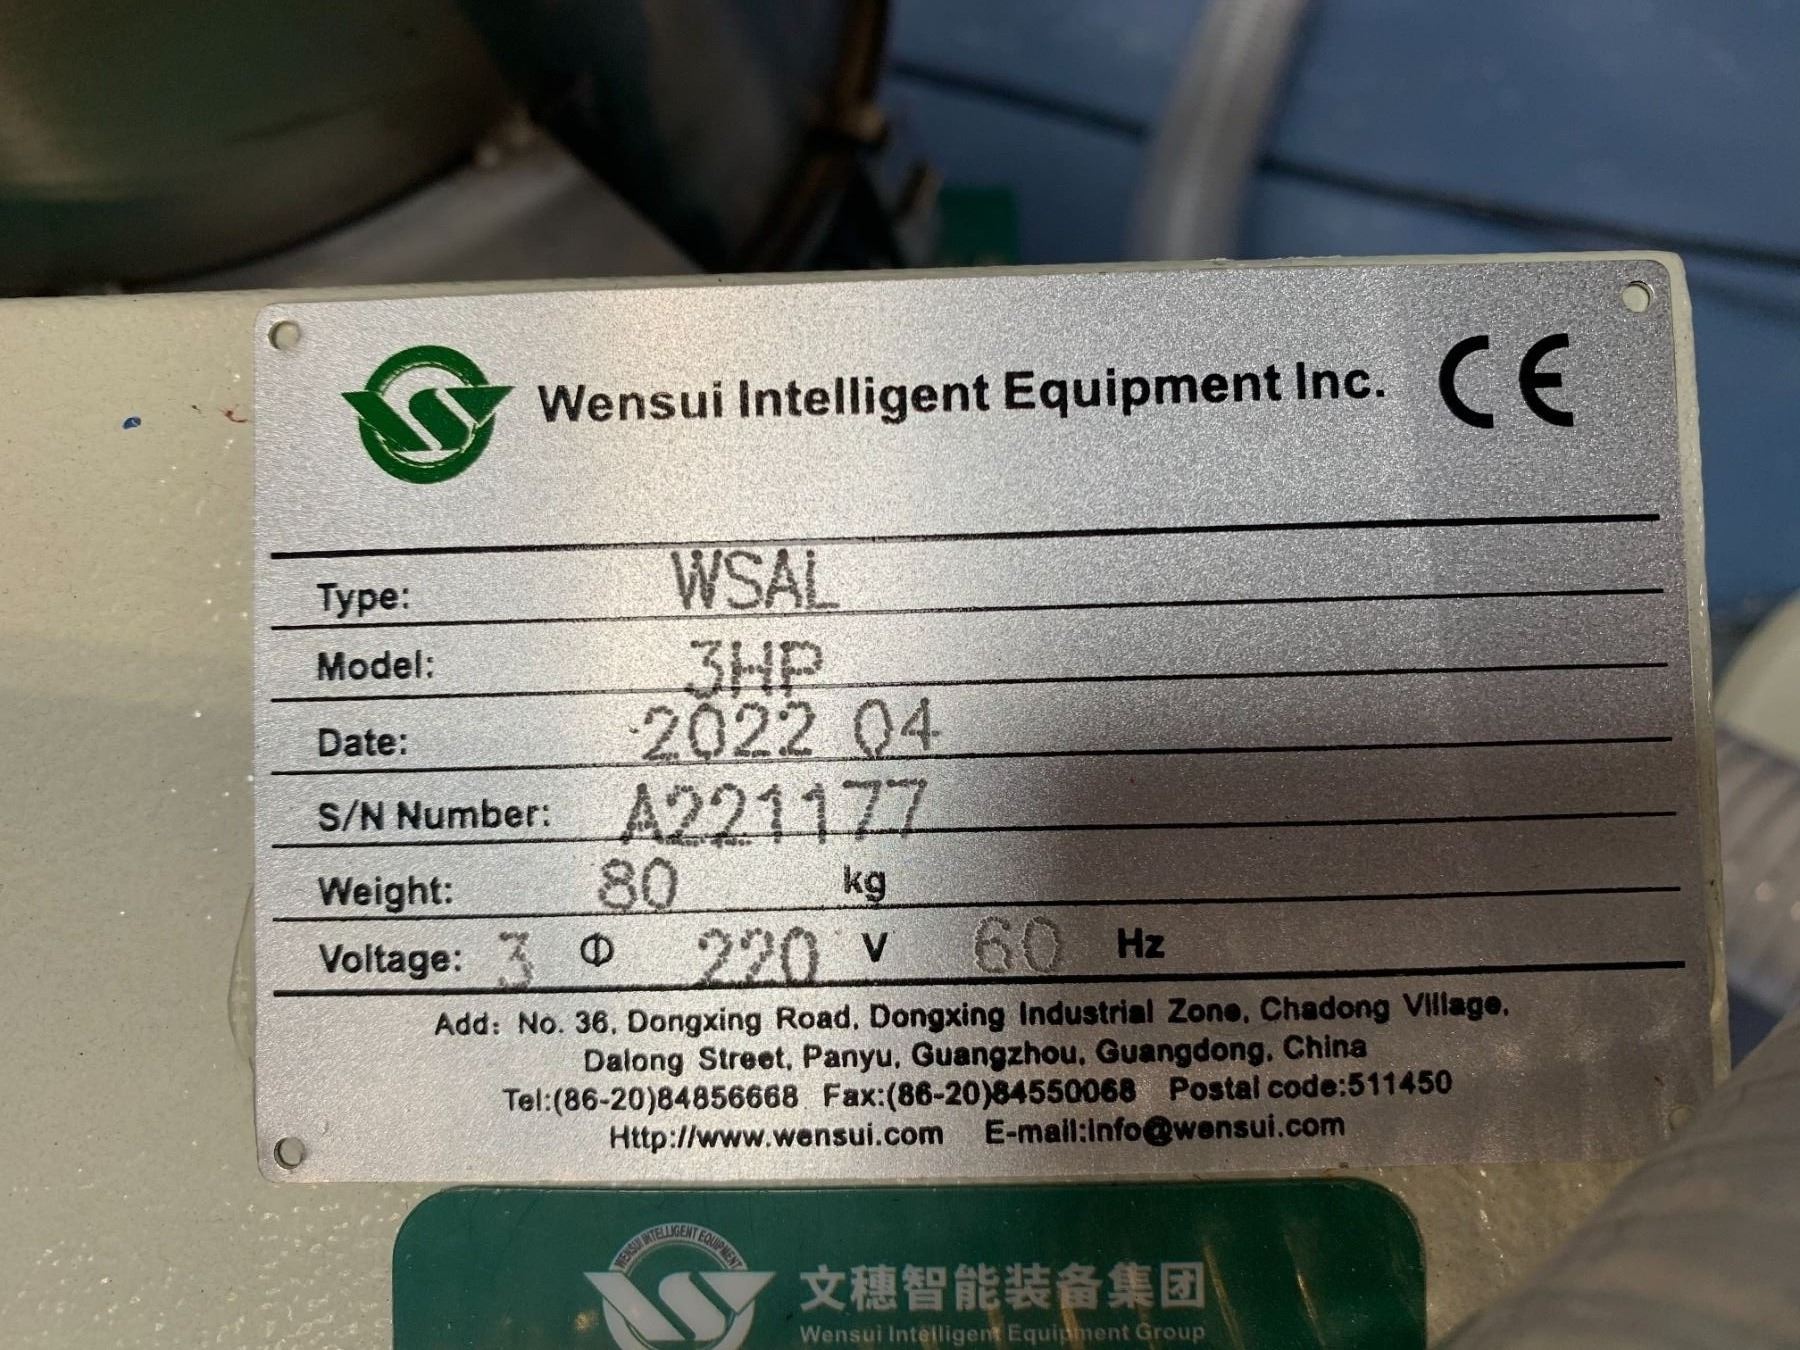 Wensui Intelligent Equipment Inc. CE
Type: WSAL
Model: 3HP
Date: 2022 04
S/N Number: A221177
Weight: 80 kg
Voltage: 3 Φ 220 V 60 Hz
Add: No. 36, Dongxing Road, Dongxing Industrial Zone, Chadong Village,
Dalong Street, Panyu, Guangzhou, Guangdong, China
Tel:(86-20)84856668 Fax:(86-20)84550068 Postal code:511450
Http://www.wensui.com E-mail:info@wensui.com
WENSUI INTELLIGENT EQUIPMENT
文穗智能装备集团
Wensui Intelligent Equipment Group